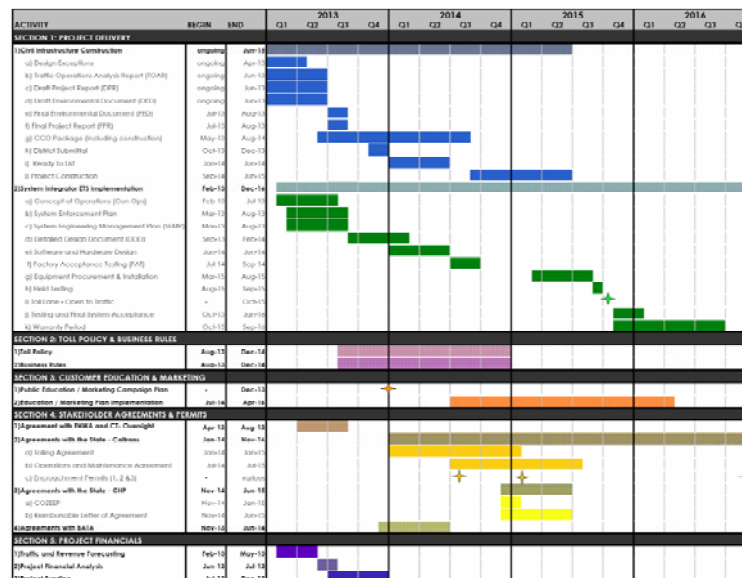 2013 2014 2015 2016
ACTIVITY BEGIN END Q1 Q2 Q3 Q4 Q1 Q2 Q3 Q4 Q1 Q2 Q3 Q4 Q1 Q2 Q3 Q4
SECTION 1: PROJECT DELIVERY
1)Civil Infrastructure Construction ongoing Jun-15
a) Design Exceptions ongoing Apr-13
b) Traffic Operations Analysis Report (TOAR) ongoing Jun-13
c) Draft Project Report (DPR) ongoing Jun-13
d) Draft Environmental Document (DED) ongoing Jun-13
e) Final Environmental Document (FED) Jul-13 Aug-13
f) Final Project Report (FPR) Jul-13 Aug-13
g) CCO Package (including construction) May-13 Aug-14
h) District Submittal Oct-13 Dec-13
i) Ready to List Jan-14 Jun-14
Project Construction Sep-14 Jun-15
2)System Integrator ETS Implementation Feb-13 Dec-16
a) Concept of Operations (Con Ops) Feb-13 Jul-13
b) System Enforcement Plan Mar-13 Aug-13
c) System Engineering Management Plan (SEMP) Mar-13 Aug-13
d) Detailed Design Document (DDD) Sep-13 Feb-14
e) Software and Hardware Design Jan-14 Jun-14
f) Factory Acceptance Testing (FAT) Jul-14 Sep-14
g) Equipment Procurement & Installation Mar-15 Aug-15
h) Field Testing Aug-15 Sep-15
i) Toll Lane - Open to Traffic - Oct-15
j) Testing and Final System Acceptance Oct-15 Jan-16
k) Warranty Period Oct-15 Sep-16
SECTION 2: TOLL POLICY & BUSINESS RULES
1)Toll Policy Aug-13 Dec-14
2)Business Rules Aug-13 Dec-14
SECTION 3: CUSTOMER EDUCATION & MARKETING
1)Public Education / Marketing Campaign Plan - Dec-13
2)Education / Marketing Plan Implementation Jul-14 Apr-16
SECTION 4: STAKEHOLDER AGREEMENTS & PERMITS
1)Agreement with FHWA and CT- Oversight Apr-13 Aug-13
2)Agreements with the State - Caltrans Jan-14 Nov-16
a) Tolling Agreement Jan-14 Jan-15
b) Operations and Maintenance Agreement Jul-14 Jul-15
c) Encroachment Permits (1, 2 &3) - various
3)Agreements with the State - CHP Nov-14 Jun-15
a) COZEEP Nov-14 Jan-15
b) Reimbursable Letter of Agreement Nov-14 Jun-15
4)Agreements with BATA Nov-13 Jun-14
SECTION 5: PROJECT FINANCIALS
1)Traffic and Revenue Forecasting Feb-13 May-13
2)Project Financial Analysis Jun-13 Jul-13